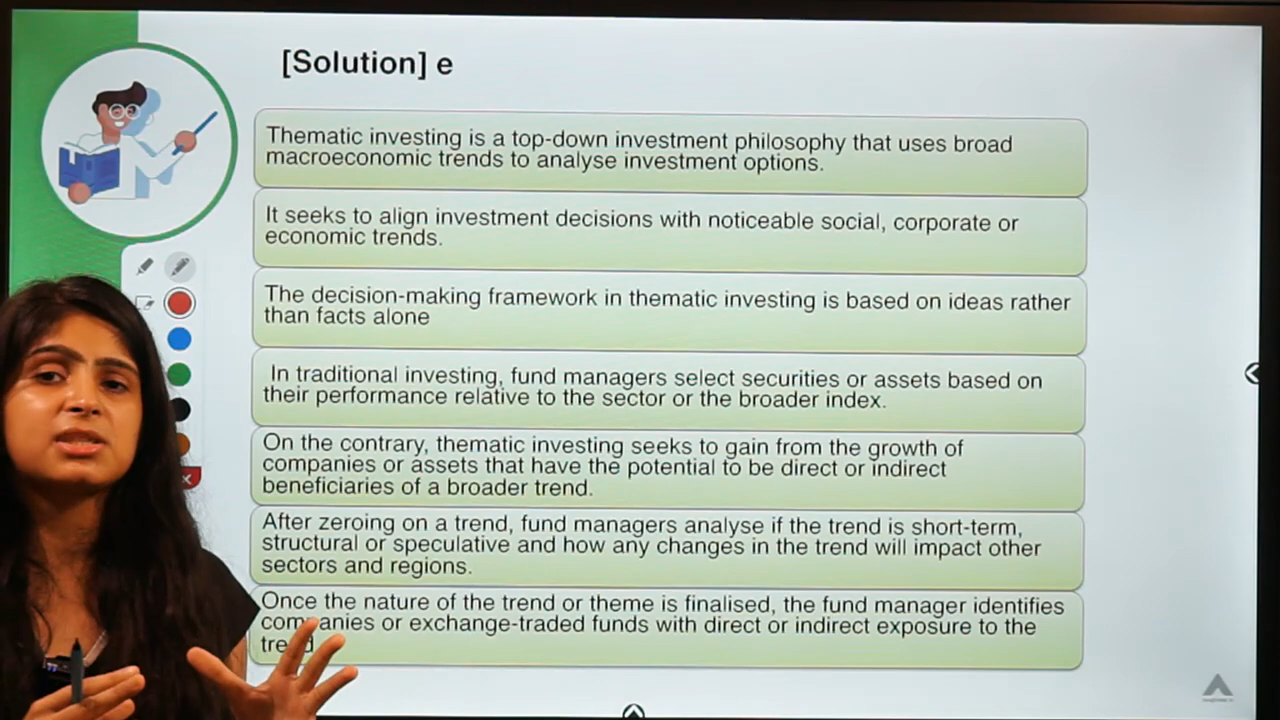 [Solution] e
Thematic investing is a top-down investment philosophy that uses broad
macroeconomic trends to analyse investment options.
It seeks to align investment decisions with noticeable social, corporate or
economic trends.
The decision-making framework in thematic investing is based on ideas rather
than facts alone
In traditional investing, fund managers select securities or assets based on
their performance relative to the sector or the broader index.
On the contrary, thematic investing seeks to gain from the growth of
companies or assets that have the potential to be direct or indirect
beneficiaries of a broader trend.
After zeroing on a trend, fund managers analyse if the trend is short-term,
structural or speculative and how any changes in the trend will impact other
sectors and regions.
Once the nature of the trend or theme is finalised, the fund manager identifies
companies or exchange-traded funds with direct or indirect exposure to the
trend